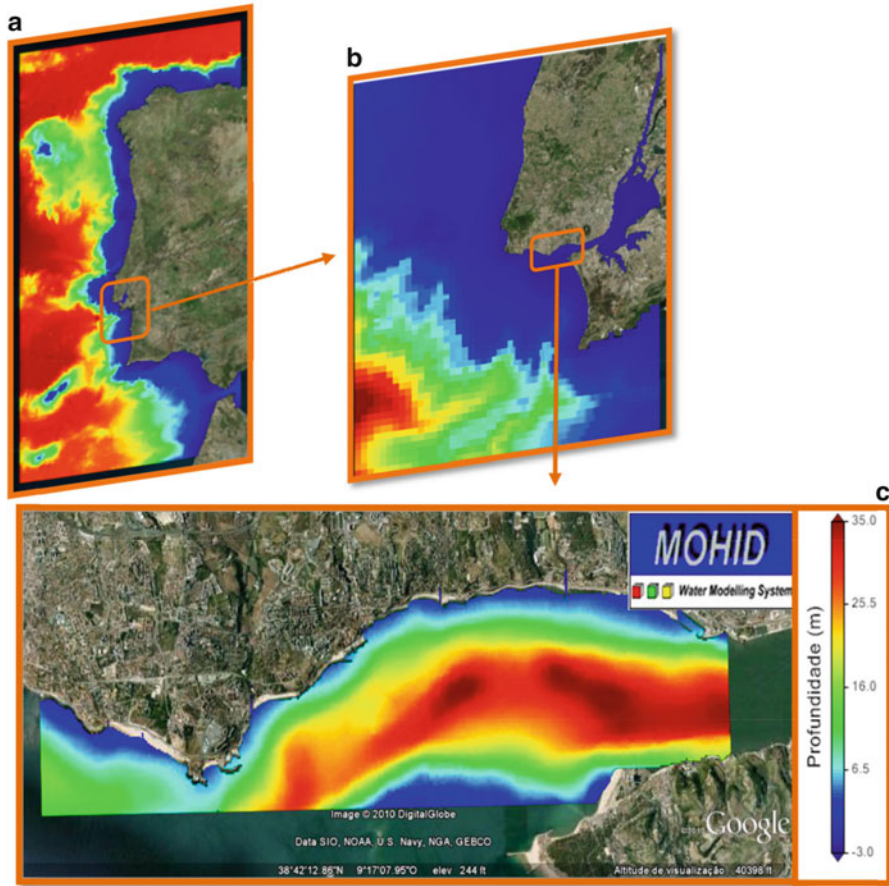 a
b
c
MOHID
Water Modelling System
35.0
25.5
16.0
6.5
-3.0
Profundidade (m)
Image © 2010 DigitalGlobe
Data SIO, NOAA, U.S. Navy, NGA, GEBCO
Google
38°42'12.86"N 9°17'07.95"O elev 244 ft
Altitude de visualização 40398 ft